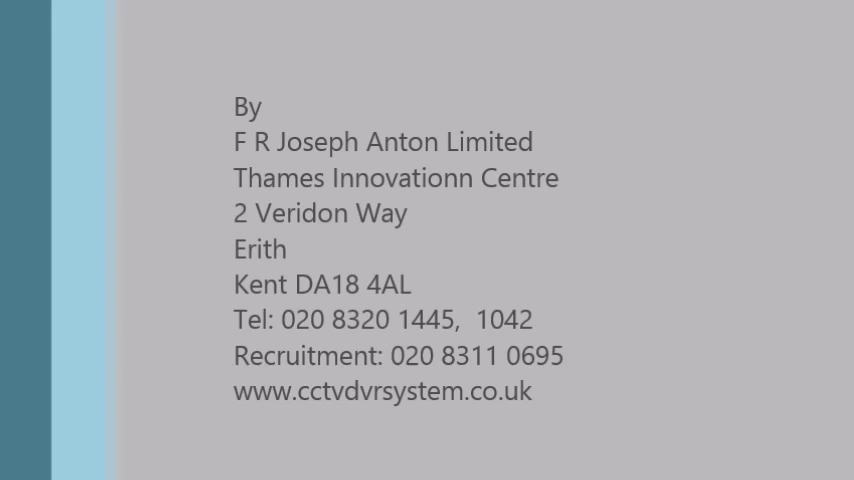 By
F R Joseph Anton Limited
Thames Innovationn Centre
2 Veridon Way
Erith
Kent DA18 4AL
Tel: 020 8320 1445,  1042
Recruitment: 020 8311 0695
www.cctvdvrsystem.co.uk